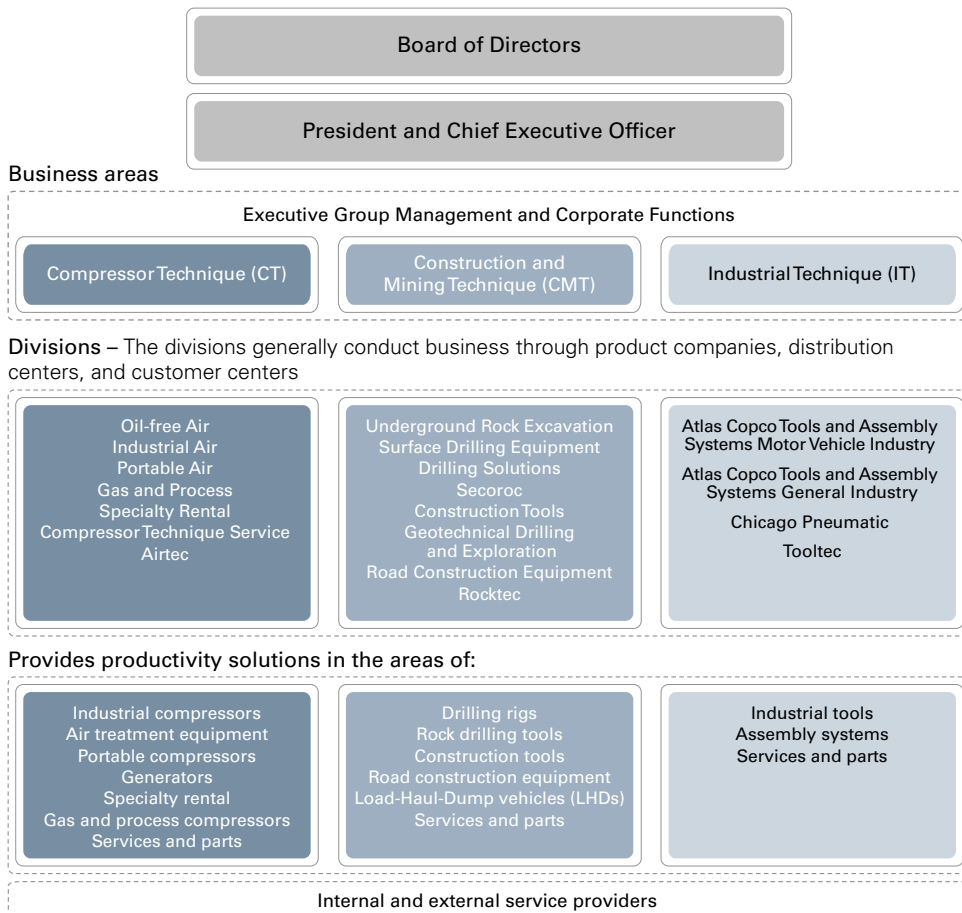 Board of Directors
President and Chief Executive Officer
Business areas
Executive Group Management and Corporate Functions
Compressor Technique (CT)
Construction and
Mining Technique (CMT)
Industrial Technique (IT)
Divisions – The divisions generally conduct business through product companies, distribution
centers, and customer centers
Oil-free Air
Industrial Air
Portable Air
Gas and Process
Specialty Rental
Compressor Technique Service
Airtec
Underground Rock Excavation
Surface Drilling Equipment
Drilling Solutions
Secoroc
Construction Tools
Geotechnical Drilling
and Exploration
Road Construction Equipment
Rocktec
Atlas Copco Tools and Assembly
Systems Motor Vehicle Industry
Atlas Copco Tools and Assembly
Systems General Industry
Chicago Pneumatic
Tooltec
Provides productivity solutions in the areas of:
Industrial compressors
Air treatment equipment
Portable compressors
Generators
Specialty rental
Gas and process compressors
Services and parts
Drilling rigs
Rock drilling tools
Construction tools
Road construction equipment
Load-Haul-Dump vehicles (LHDs)
Services and parts
Industrial tools
Assembly systems
Services and parts
Internal and external service providers